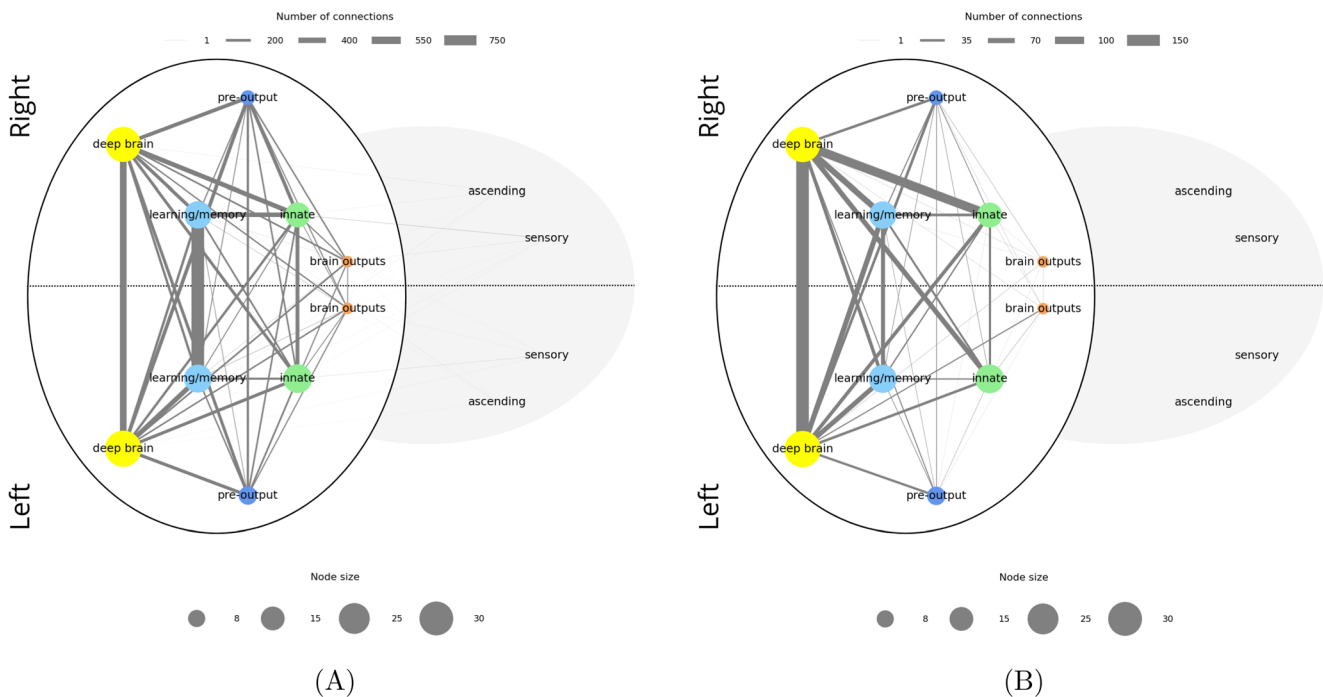 Number of connections
1 200 400 550 750
Right
pre-output
deep brain
ascending
learning/memory innate
sensory
brain outputs
brain outputs
sensory
learning/memory innate
ascending
deep brain
Left
pre-output
Node size
8 15 25 30
(A)
Number of connections
1 35 70 100 150
Right
pre-output
deep brain
ascending
learning/memory innate
sensory
brain outputs
brain outputs
sensory
learning/memory innate
ascending
deep brain
Left
pre-output
Node size
8 15 25 30
(B)